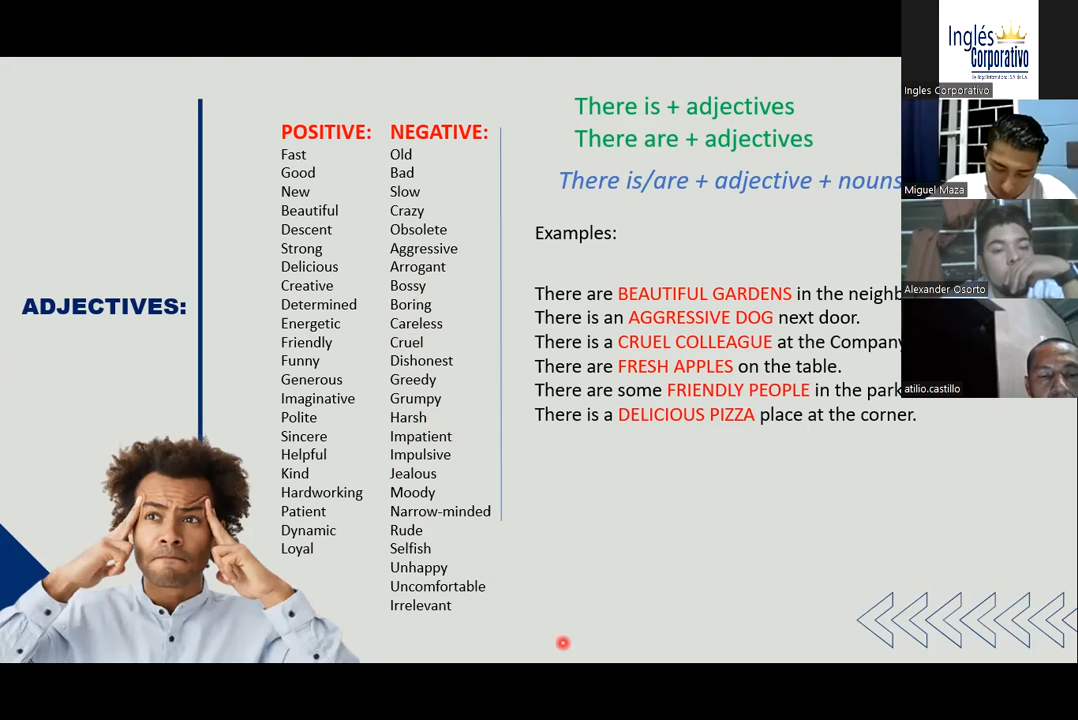 ADJECTIVES:
POSITIVE:
Fast
Good
New
Beautiful
Descent
Strong
Delicious
Creative
Determined
Energetic
Friendly
Funny
Generous
Imaginative
Polite
Sincere
Helpful
Kind
Hardworking
Patient
Dynamic
Loyal
NEGATIVE:
Old
Bad
Slow
Crazy
Obsolete
Aggressive
Arrogant
Bossy
Boring
Careless
Cruel
Dishonest
Greedy
Grumpy
Harsh
Impatient
Impulsive
Jealous
Moody
Narrow-minded
Rude
Selfish
Unhappy
Uncomfortable
Irrelevant
There is + adjectives
There are + adjectives
There is/are + adjective + nouns
Examples:
There are BEAUTIFUL GARDENS in the neighb
There is an AGGRESSIVE DOG next door.
There is a CRUEL COLLEAGUE at the Company
There are FRESH APPLES on the table.
There are some FRIENDLY PEOPLE in the park
There is a DELICIOUS PIZZA place at the corner.
Inglés
Corporativo
Ingles Corporativo
Miguel Maza
Alexander Osorto
atilio.castillo